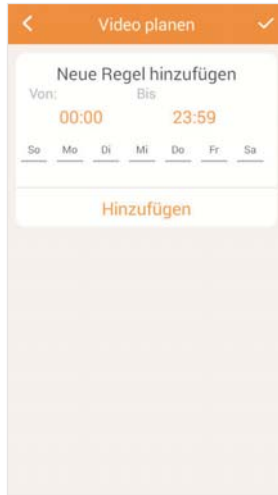 Video planen
Neue Regel hinzufügen
Von: Bis
00:00 23:59
So Mo Di Mi Do Fr Sa
Hinzufügen